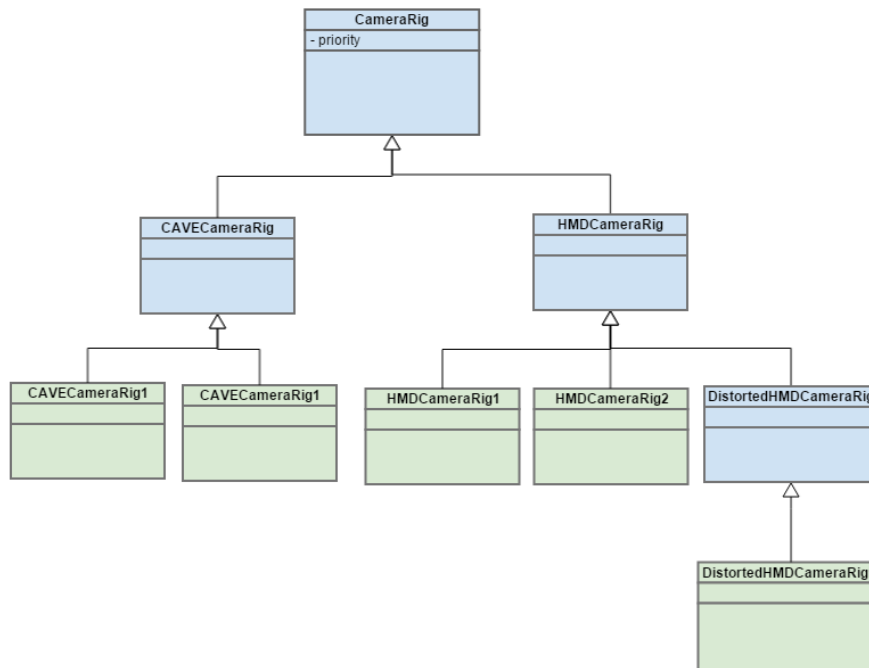 CameraRig
- priority
CAVECameraRig
HMDCameraRig
CAVECameraRig1
CAVECameraRig1
HMDCameraRig1
HMDCameraRig2
DistortedHMDCameraRig
DistortedHMDCameraRig